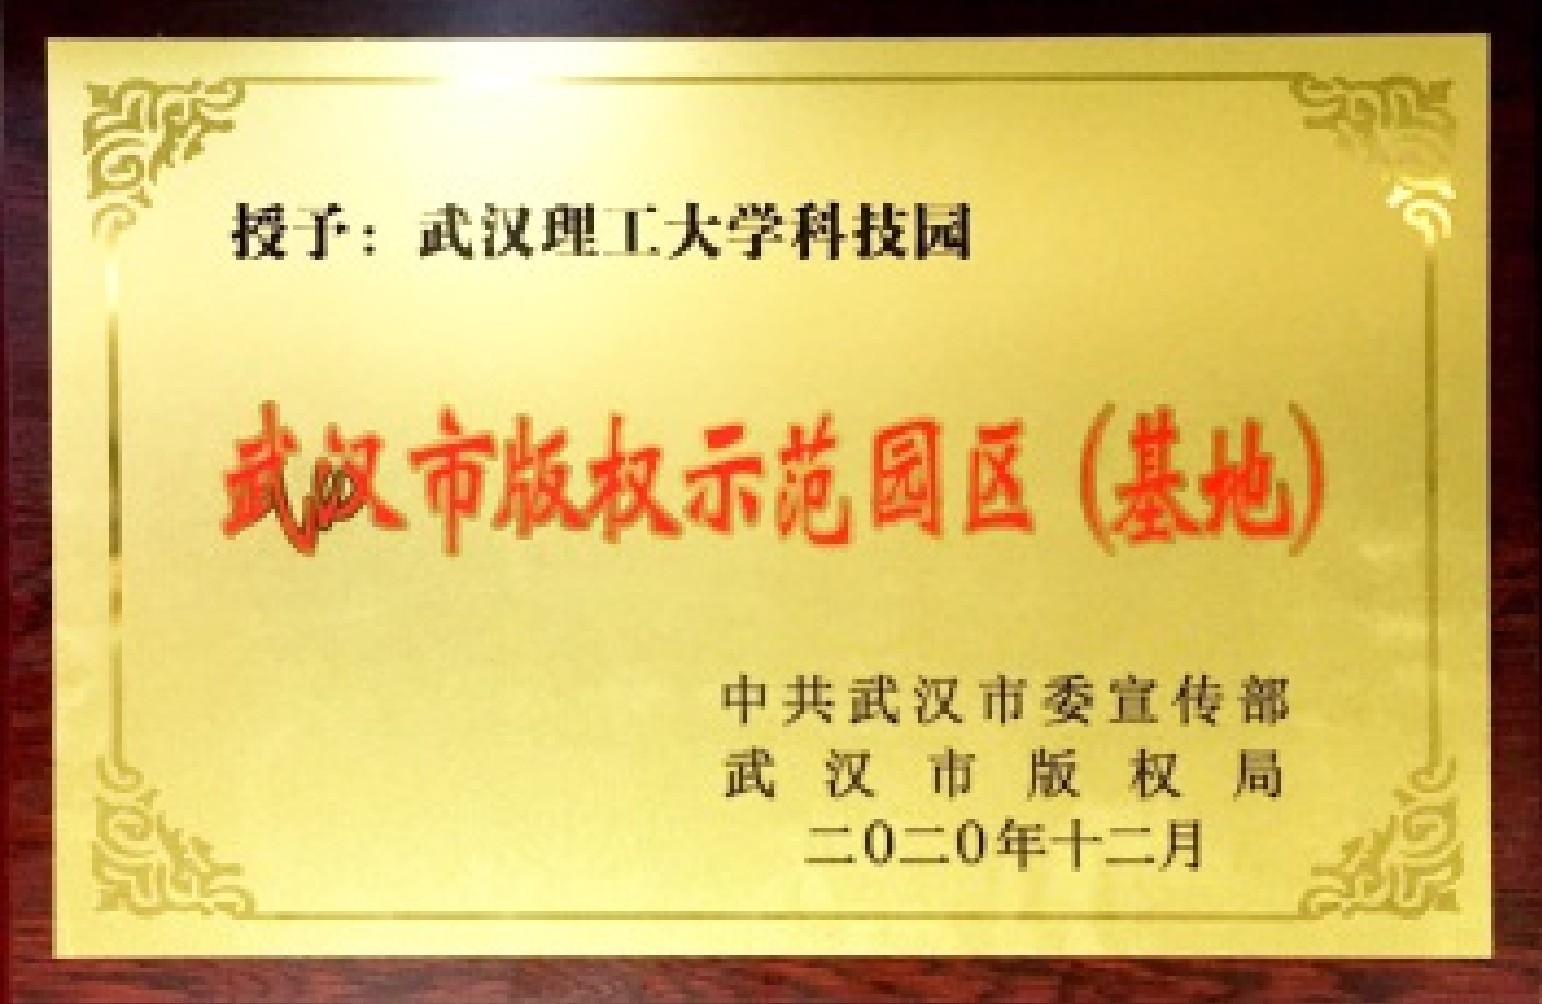 授予：武汉理工大学科技园
武汉市版权示范园区（基地）
中共武汉市委宣传部
武汉市版权局
二〇二〇年十二月